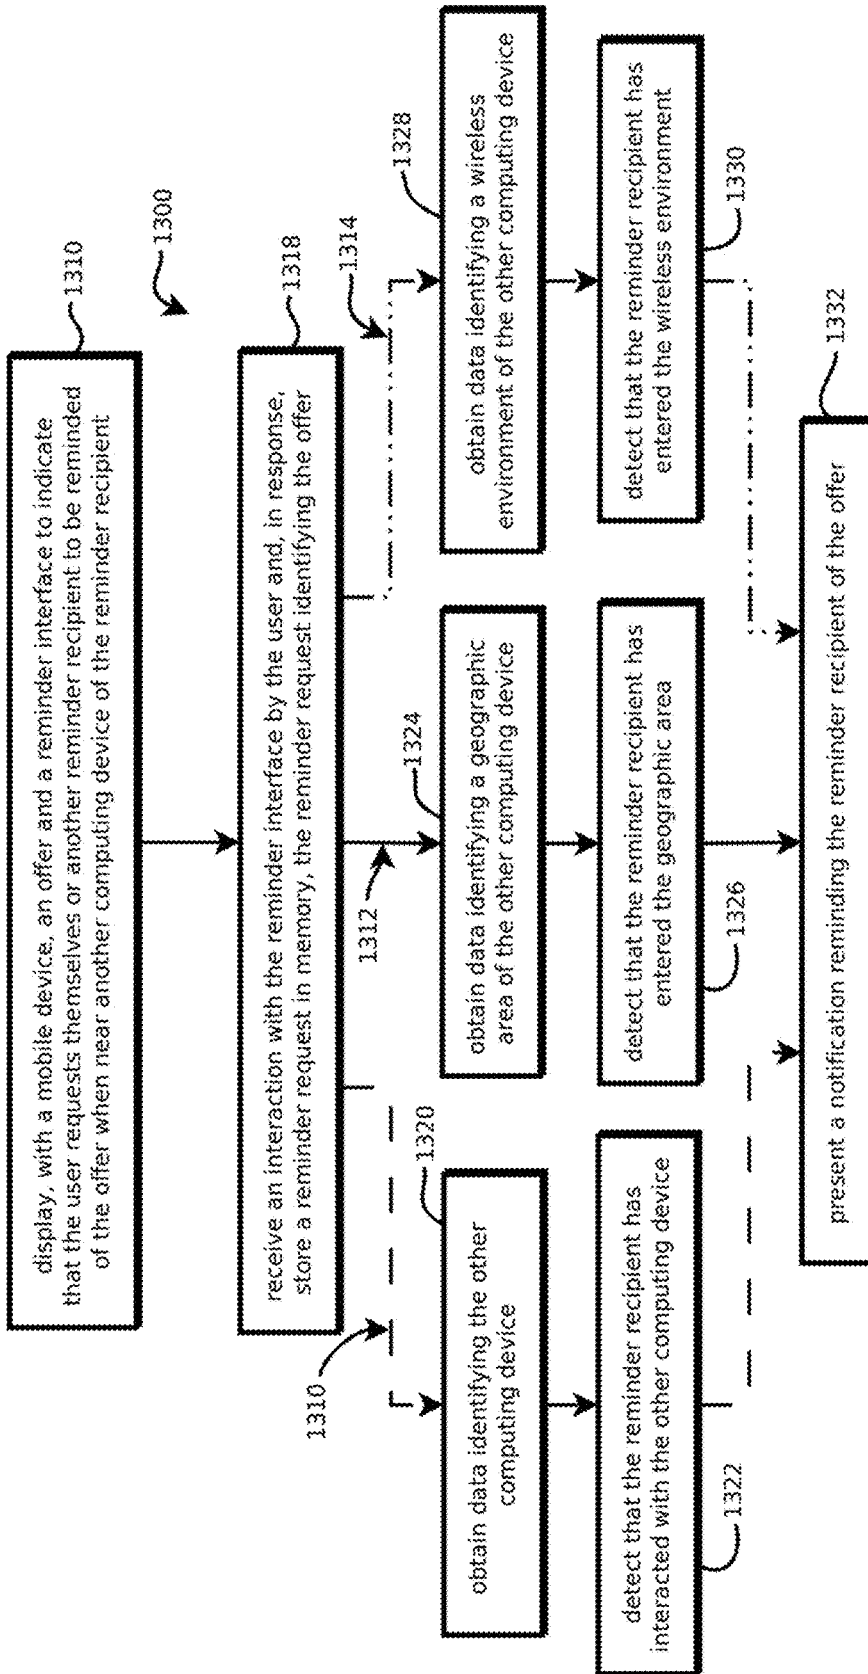 1300
1310
display, with a mobile device, an offer and a reminder interface to indicate
that the user requests themselves or another reminder recipient to be reminded
of the offer when near another computing device of the reminder recipient
1318
receive an interaction with the reminder interface by the user and, in response,
store a reminder request in memory, the reminder request identifying the offer
1310
1312
1314
1320
obtain data identifying the other
computing device
1324
obtain data identifying a geographic
area of the other computing device
1328
obtain data identifying a wireless
environment of the other computing device
detect that the reminder recipient has
interacted with the other computing device
1322
detect that the reminder recipient has
entered the geographic area
1326
detect that the reminder recipient has
entered the wireless environment
1330
1332
present a notification reminding the reminder recipient of the offer